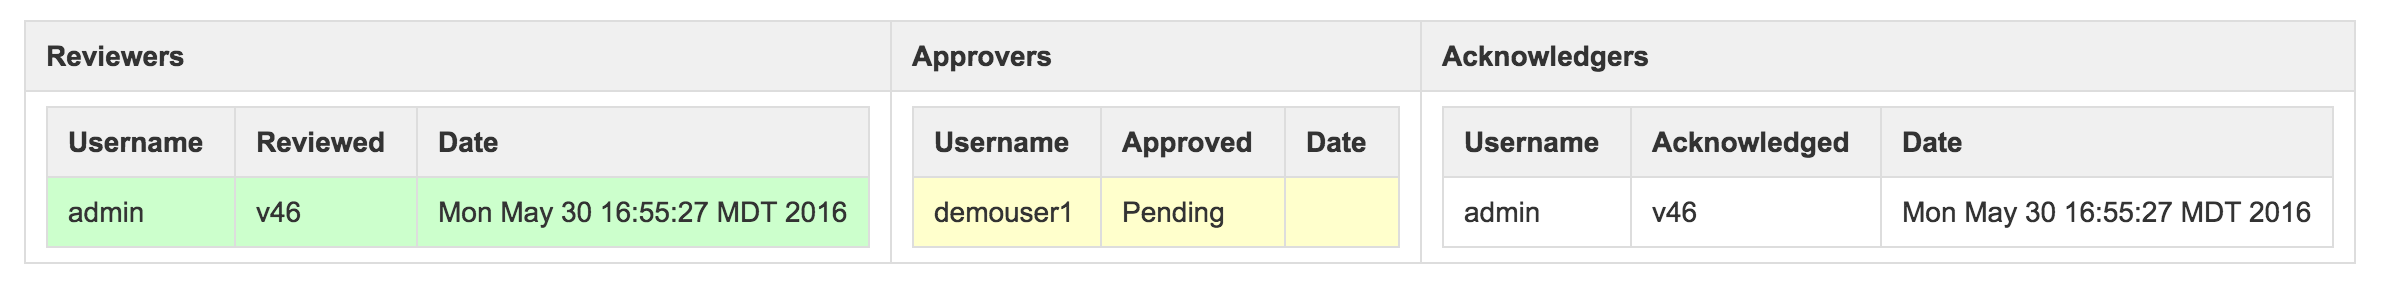 Reviewers Approvers Acknowledgers
Username Reviewed Date Username Approved Date Username Acknowledged Date
admin v46 Mon May 30 16:55:27 MDT 2016 demouser1 Pending admin v46 Mon May 30 16:55:27 MDT 2016